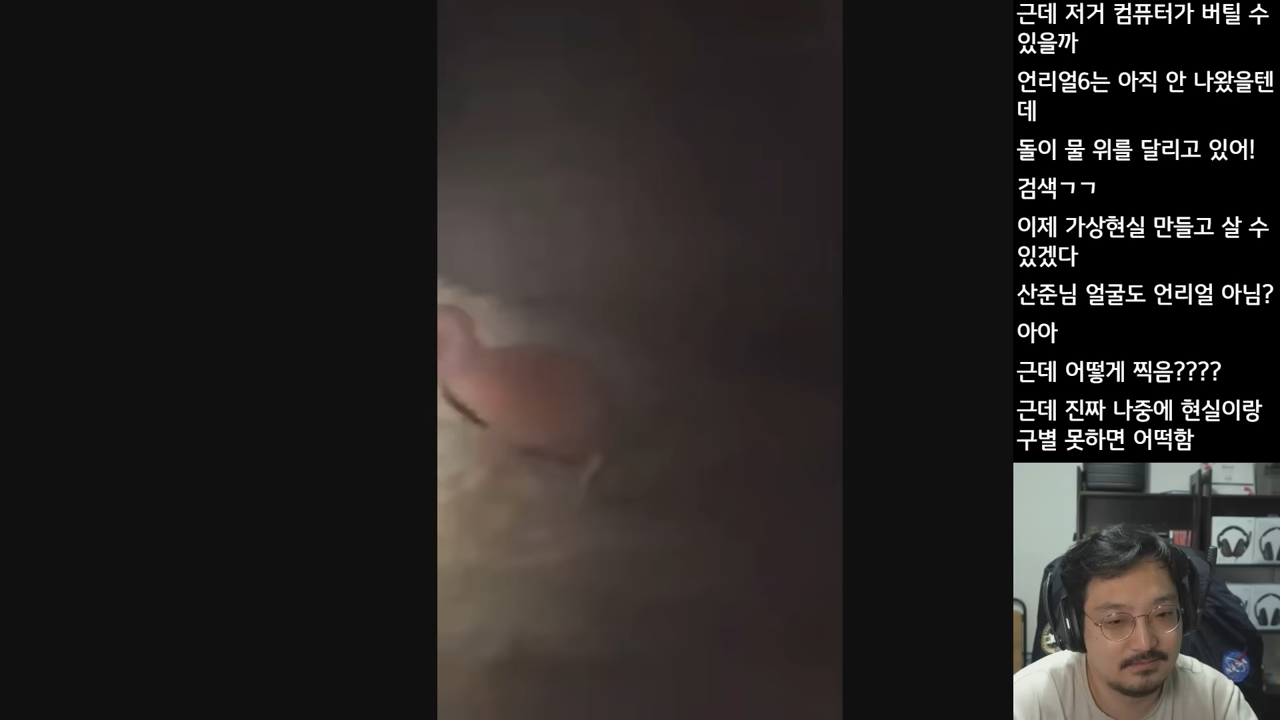 근데 저거 컴퓨터가 버틸 수
있을까
언리얼6는 아직 안 나왔을텐
데
돌이 물 위를 달리고 있어!
검색ㄱㄱ
이제 가상현실 만들고 살 수
있겠다
산준님 얼굴도 언리얼 아님?
아아
근데 어떻게 찍음????
근데 진짜 나중에 현실이랑
구별 못하면 어떡함